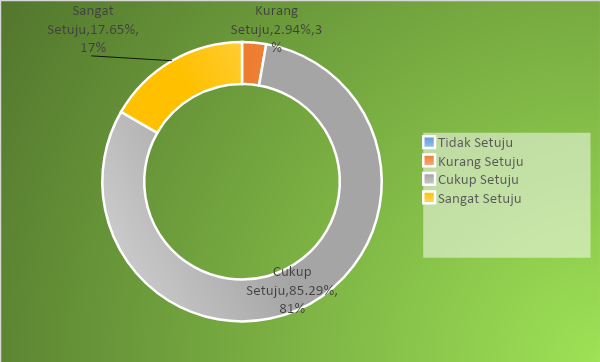 Sangat
Setuju,17.65%,
17%
Kurang
Setuju,2.94%,3
%
Tidak Setuju
Kurang Setuju
Cukup Setuju
Sangat Setuju
Cukup
Setuju,85.29%,
81%